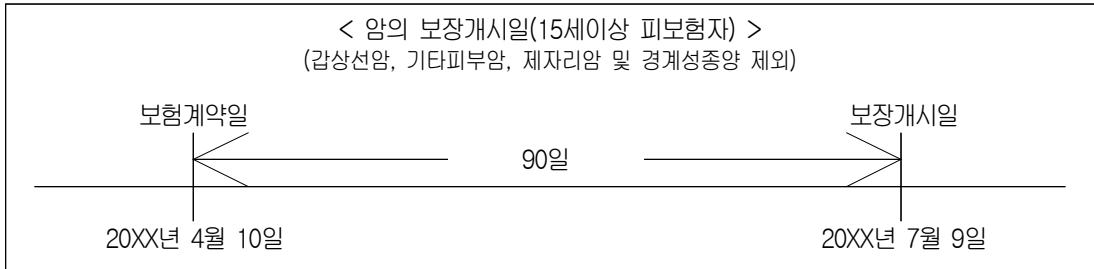 < 암의 보장개시일(15세이상 피보험자) >
(갑상선암, 기타피부암, 제자리암 및 경계성종양 제외)
보험계약일 보장개시일
90일
20XX년 4월 10일 20XX년 7월 9일